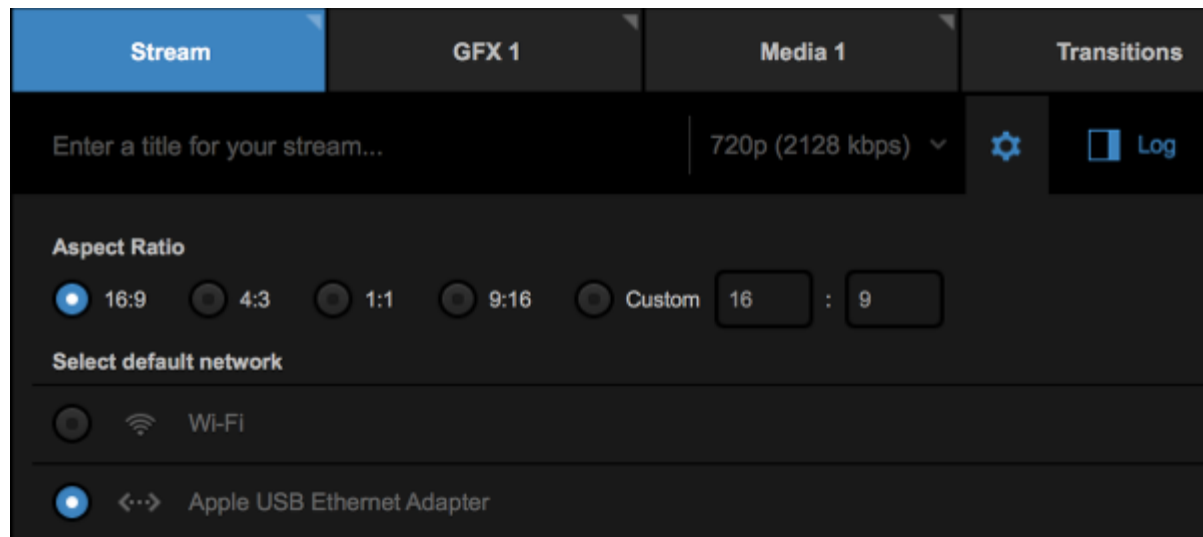 Stream GFX 1 Media 1 Transitions
Enter a title for your stream... 720p (2128 kbps) Log
Aspect Ratio
16:9 4:3 1:1 9:16 Custom 16 : 9
Select default network
Wi-Fi
Apple USB Ethernet Adapter